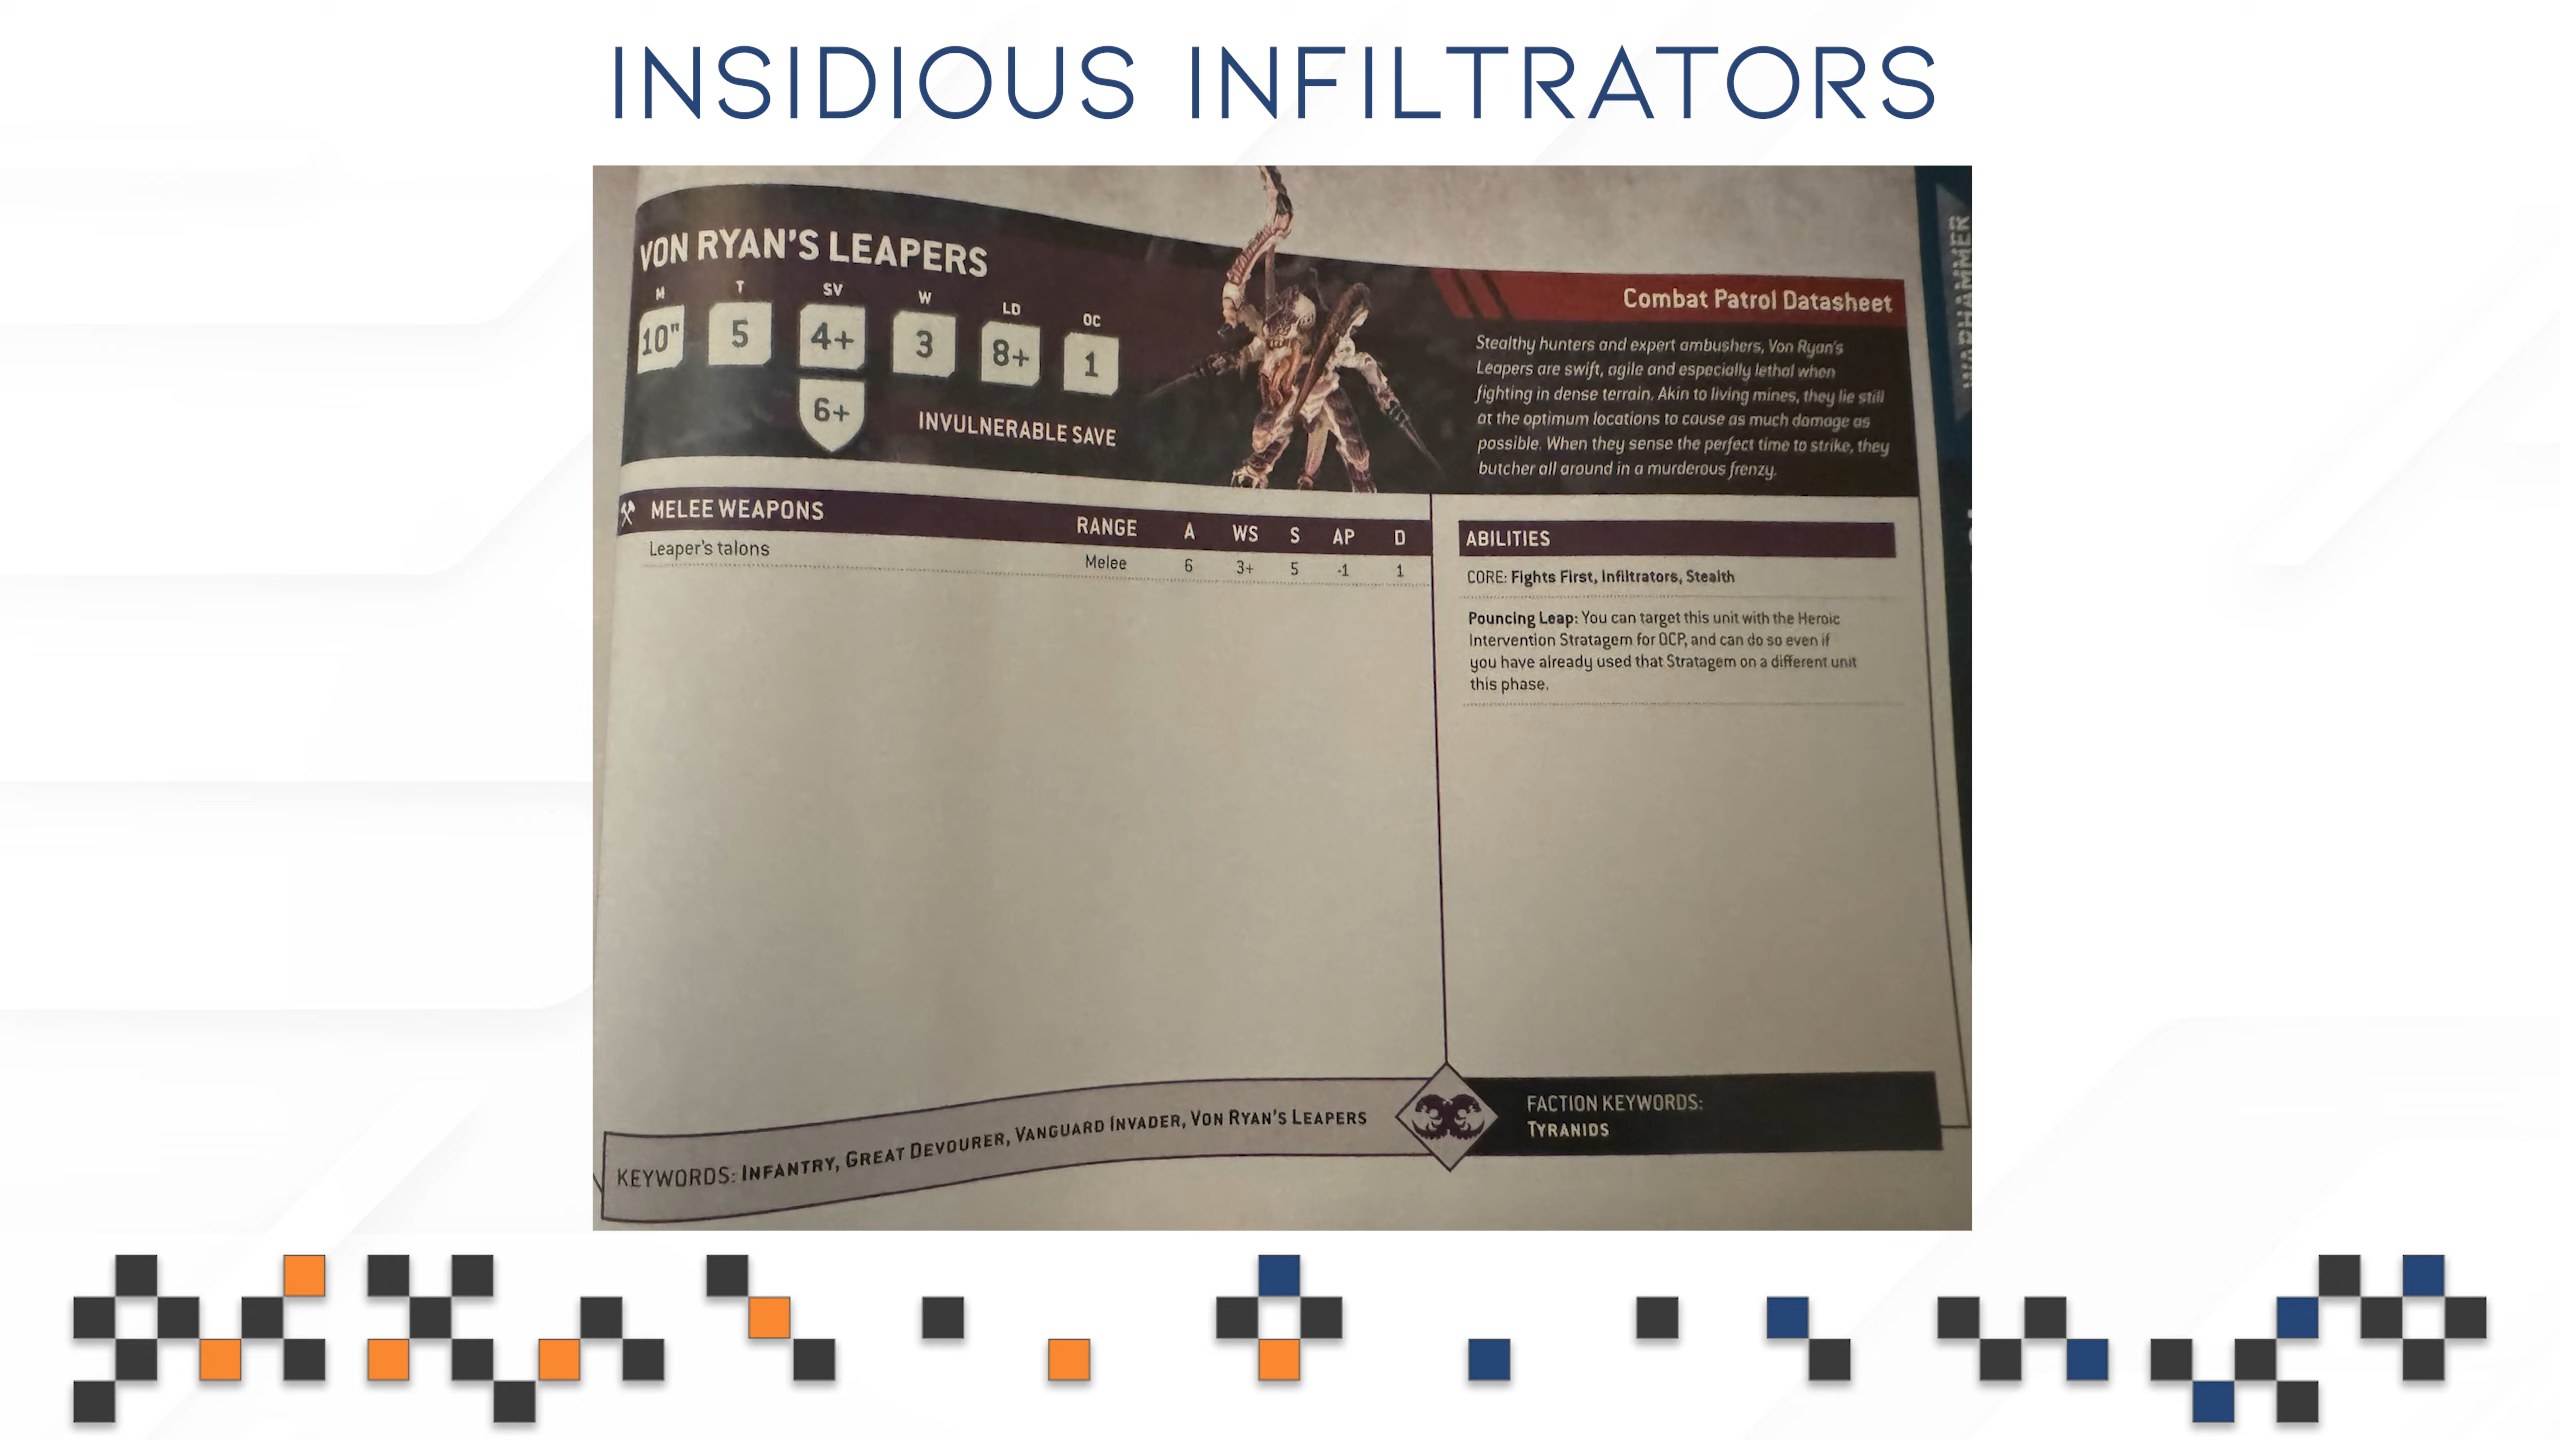 INSIDIOUS INFILTRATORS
VON RYAN'S LEAPERS
M T SV W LD OC
10" 5 4+ 3 8+ 1
6+ INVULNERABLE SAVE
Combat Patrol Datasheet
Stealthy hunters and expert ambushers, Von Ryan's
Leapers are swift, agile and especially lethal when
fighting in dense terrain. Akin to living mines, they lie still
at the optimum locations to cause as much damage as
possible. When they sense the perfect time to strike, they
butcher all around in a murderous frenzy.
MELEE WEAPONS RANGE A WS S AP D
Leaper's talons Melee 6 3+ 5 -1 1
ABILITIES
CORE: Fights First, Infiltrators, Stealth
Pouncing Leap: You can target this unit with the Heroic
Intervention Stratagem for 0CP, and can do so even if
you have already used that Stratagem on a different unit
this phase.
KEYWORDS: INFANTRY, GREAT DEVOURER, VANGUARD INVADER, VON RYAN'S LEAPERS
FACTION KEYWORDS:
TYRANIDS
WARHAMMER